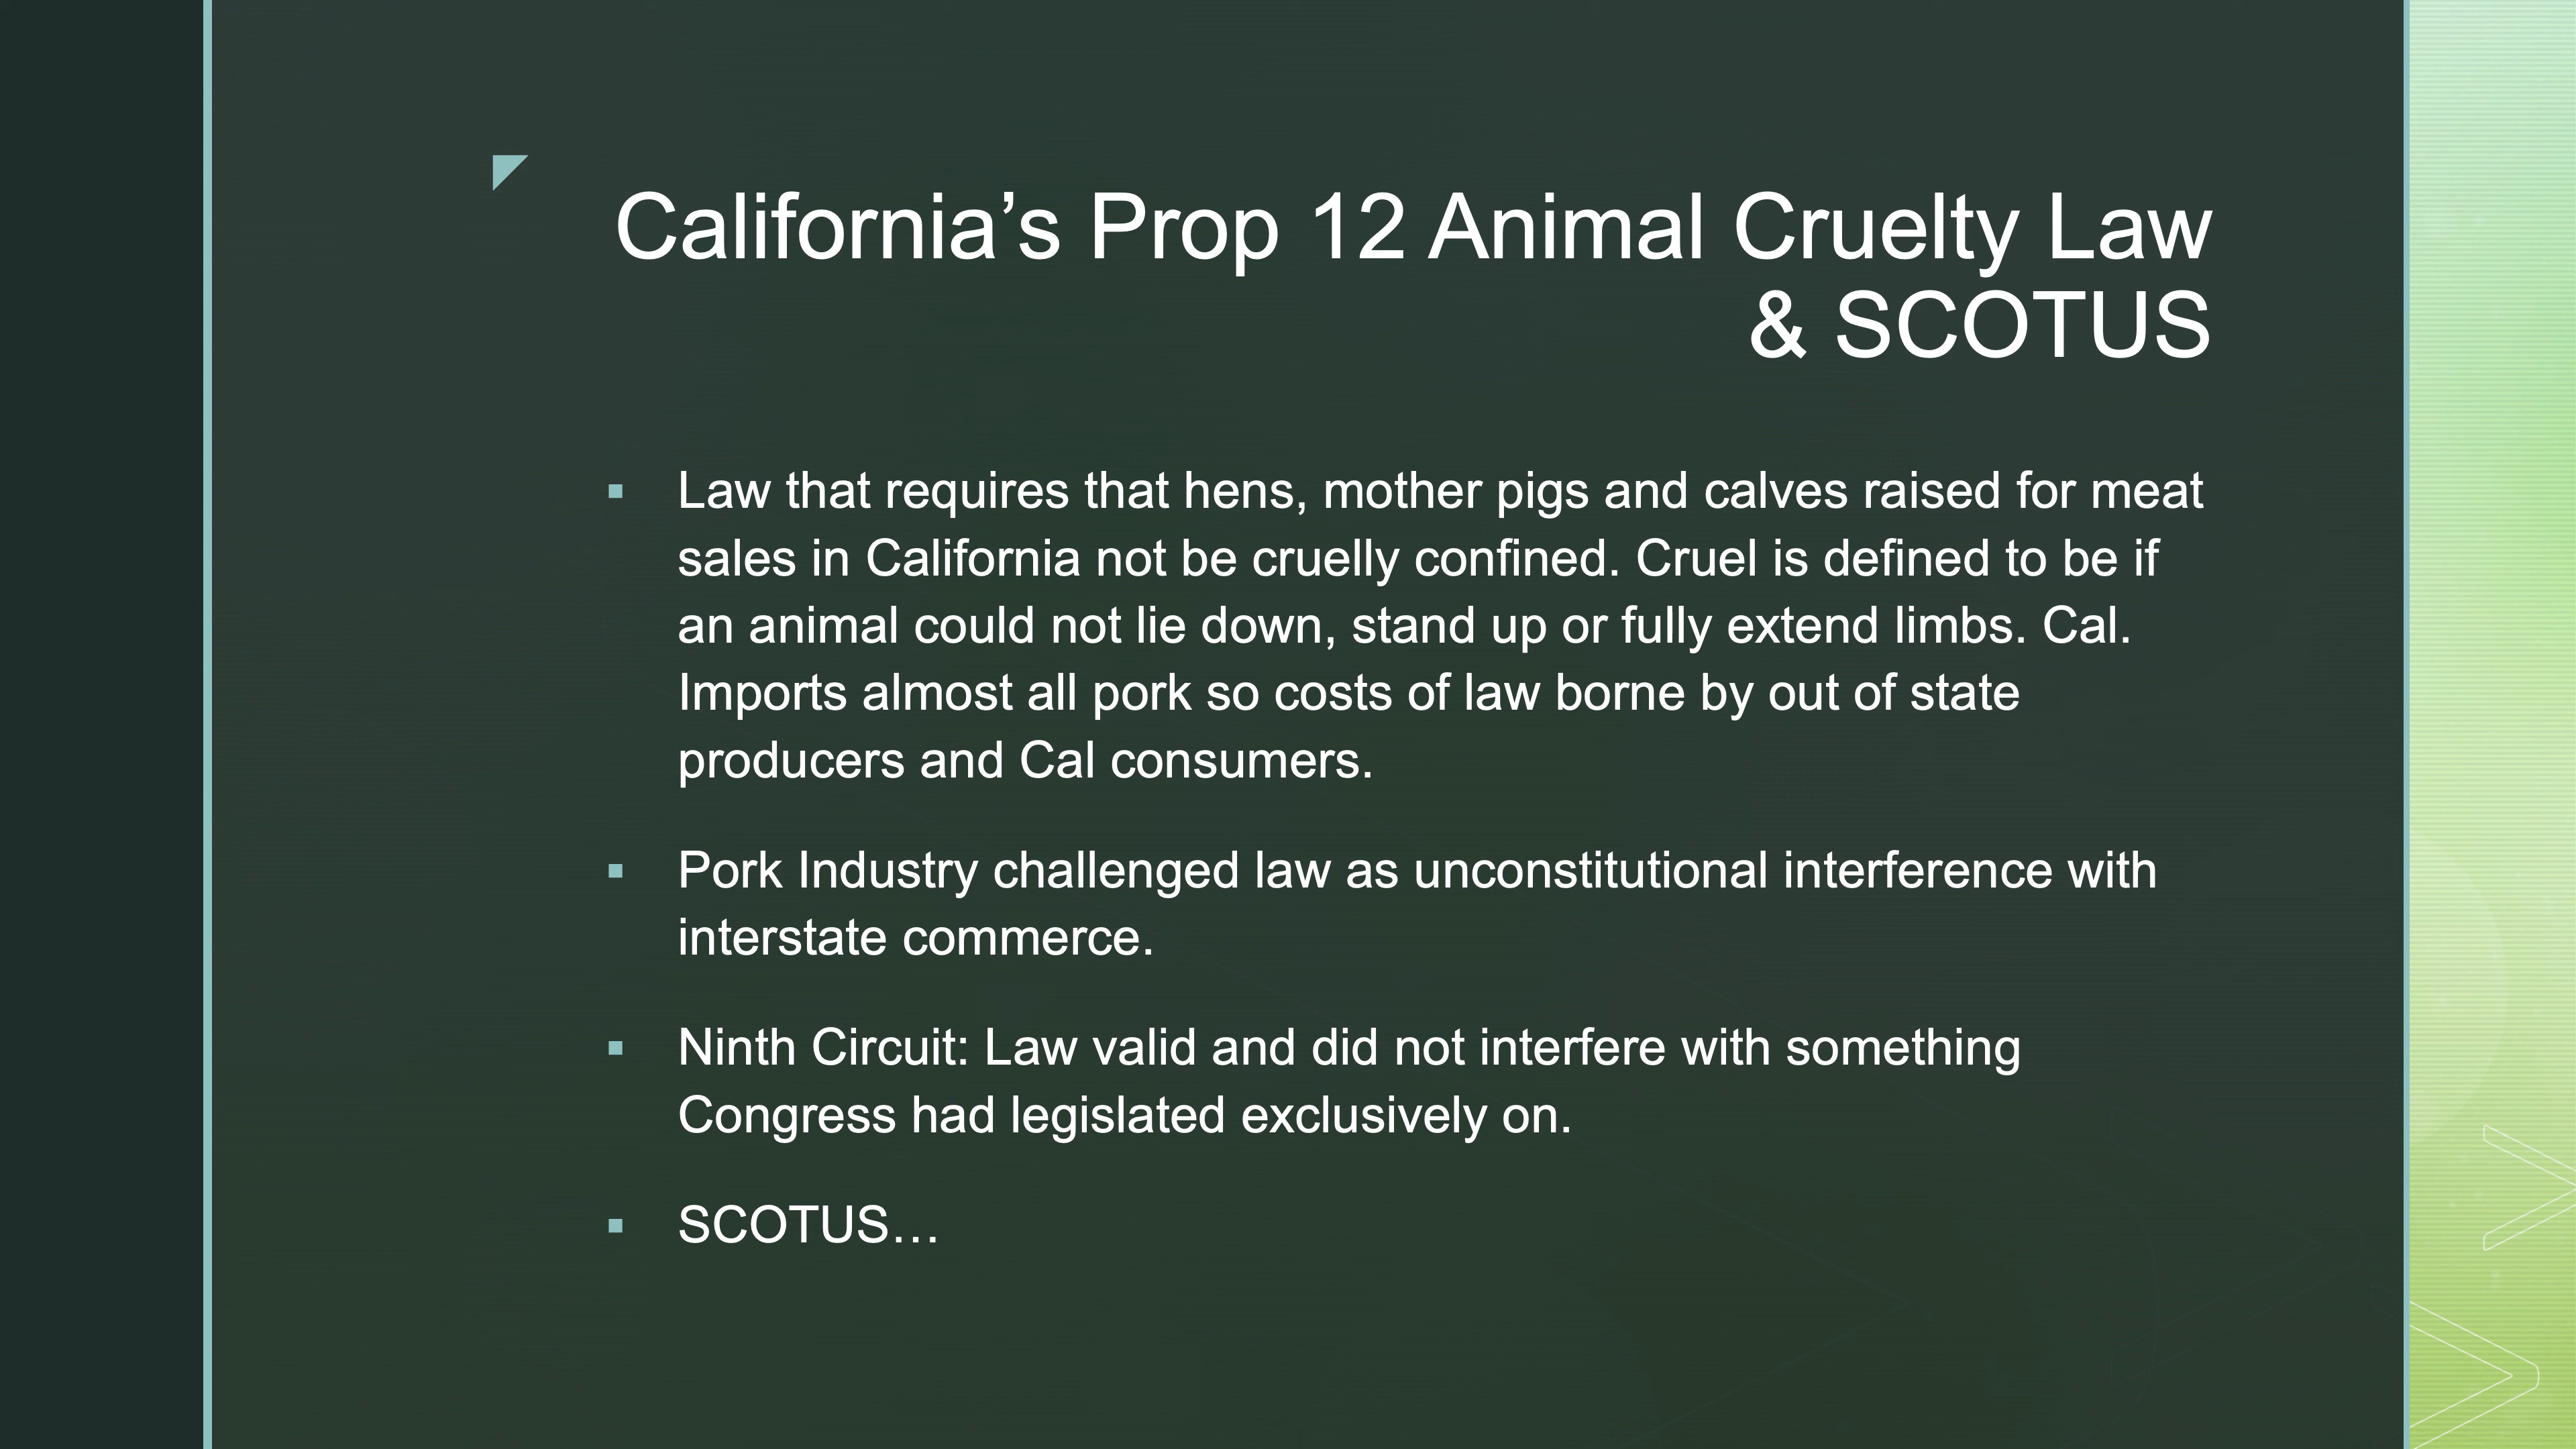 California’s Prop 12 Animal Cruelty Law
& SCOTUS
▪ Law that requires that hens, mother pigs and calves raised for meat
sales in California not be cruelly confined. Cruel is defined to be if
an animal could not lie down, stand up or fully extend limbs. Cal.
Imports almost all pork so costs of law borne by out of state
producers and Cal consumers.
▪ Pork Industry challenged law as unconstitutional interference with
interstate commerce.
▪ Ninth Circuit: Law valid and did not interfere with something
Congress had legislated exclusively on.
▪ SCOTUS…